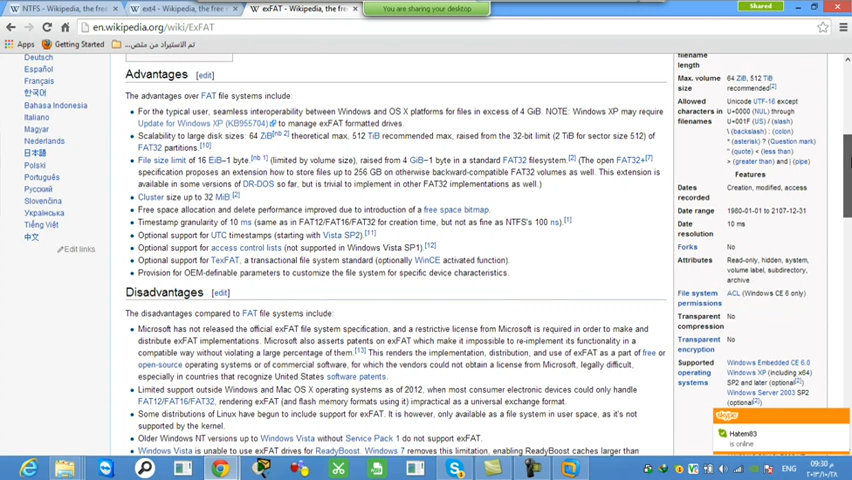 NTFS - Wikipedia, the free
ext4 - Wikipedia, the free
exFAT - Wikipedia, the free
You are sharing your desktop
Shared
en.wikipedia.org/wiki/ExFAT
Apps
Getting Started
تم الاستيراد من متص...
Deutsch
Español
Français
한국어
Bahasa Indonesia
Italiano
Magyar
Nederlands
日本語
Polski
Português
Русский
Slovenčina
Українська
Tiếng Việt
中文
Edit links
Advantages [edit]
The advantages over FAT file systems include:
For the typical user, seamless interoperability between Windows and OS X platforms for files in excess of 4 GiB. NOTE: Windows XP may require
Update for Windows XP (KB955704) to manage exFAT formatted drives.
Scalability to large disk sizes: 64 ZiB[nb 2] theoretical max, 512 TiB recommended max, raised from the 32-bit limit (2 TiB for sector size 512) of
FAT32 partitions.[10]
File size limit of 16 EiB−1 byte [nb 1] (limited by volume size), raised from 4 GiB−1 byte in a standard FAT32 filesystem.[2] (The open FAT32+[7]
specification proposes an extension how to store files up to 256 GB on otherwise backward-compatible FAT32 volumes as well. This extension is
available in some versions of DR-DOS so far, but is trivial to implement in other FAT32 implementations as well.)
Cluster size up to 32 MiB.[2]
Free space allocation and delete performance improved due to introduction of a free space bitmap.
Timestamp granularity of 10 ms (same as in FAT12/FAT16/FAT32 for creation time, but not as fine as NTFS's 100 ns).[1]
Optional support for UTC timestamps (starting with Vista SP2).[11]
Optional support for access control lists (not supported in Windows Vista SP1).[12]
Optional support for TexFAT, a transactional file system standard (optionally WinCE activated function).
Provision for OEM-definable parameters to customize the file system for specific device characteristics.
Disadvantages [edit]
The disadvantages compared to FAT file systems include:
Microsoft has not released the official exFAT file system specification, and a restrictive license from Microsoft is required in order to make and
distribute exFAT implementations. Microsoft also asserts patents on exFAT which make it impossible to re-implement its functionality in a
compatible way without violating a large percentage of them.[13] This renders the implementation, distribution, and use of exFAT as a part of free or
open-source operating systems or of commercial software, for which the vendors could not obtain a license from Microsoft, legally difficult,
especially in countries that recognize United States software patents.
Limited support outside Windows and Mac OS X operating systems as of 2012, when most consumer electronic devices could only handle
FAT12/FAT16/FAT32, rendering exFAT (and flash memory formats using it) impractical as a universal exchange format.
Some distributions of Linux have begun to include support for exFAT. It is however, only available as a file system in user space, as it's not
supported by the kernel.
Older Windows NT versions up to Windows Vista without Service Pack 1 do not support exFAT.
Windows Vista is unable to use exFAT drives for ReadyBoost. Windows 7 removes this limitation, enabling ReadyBoost caches larger than
filename
length
Max. volume size 64 ZiB, 512 TiB recommended[2]
Allowed characters in filenames Unicode UTF-16 except
U+0000 (NUL) through
U+001F (US) / (slash)
\ (backslash) : (colon)
* (asterisk) ? (Question mark)
" (quote) < (less than)
> (greater than) and | (pipe)
Features
Dates recorded Creation, modified, access
Date range 1980-01-01 to 2107-12-31
Date resolution 10 ms
Forks No
Attributes Read-only, hidden, system,
volume label, subdirectory,
archive
File system permissions ACL (Windows CE 6 only)
Transparent compression No
Transparent encryption No
Supported operating systems Windows Embedded CE 6.0
Windows XP (including x64)
SP2 and later (optional[2])
Windows Server 2003 SP2
(optional[2])
skype
Hatem83
is online
ENG
09:30 م